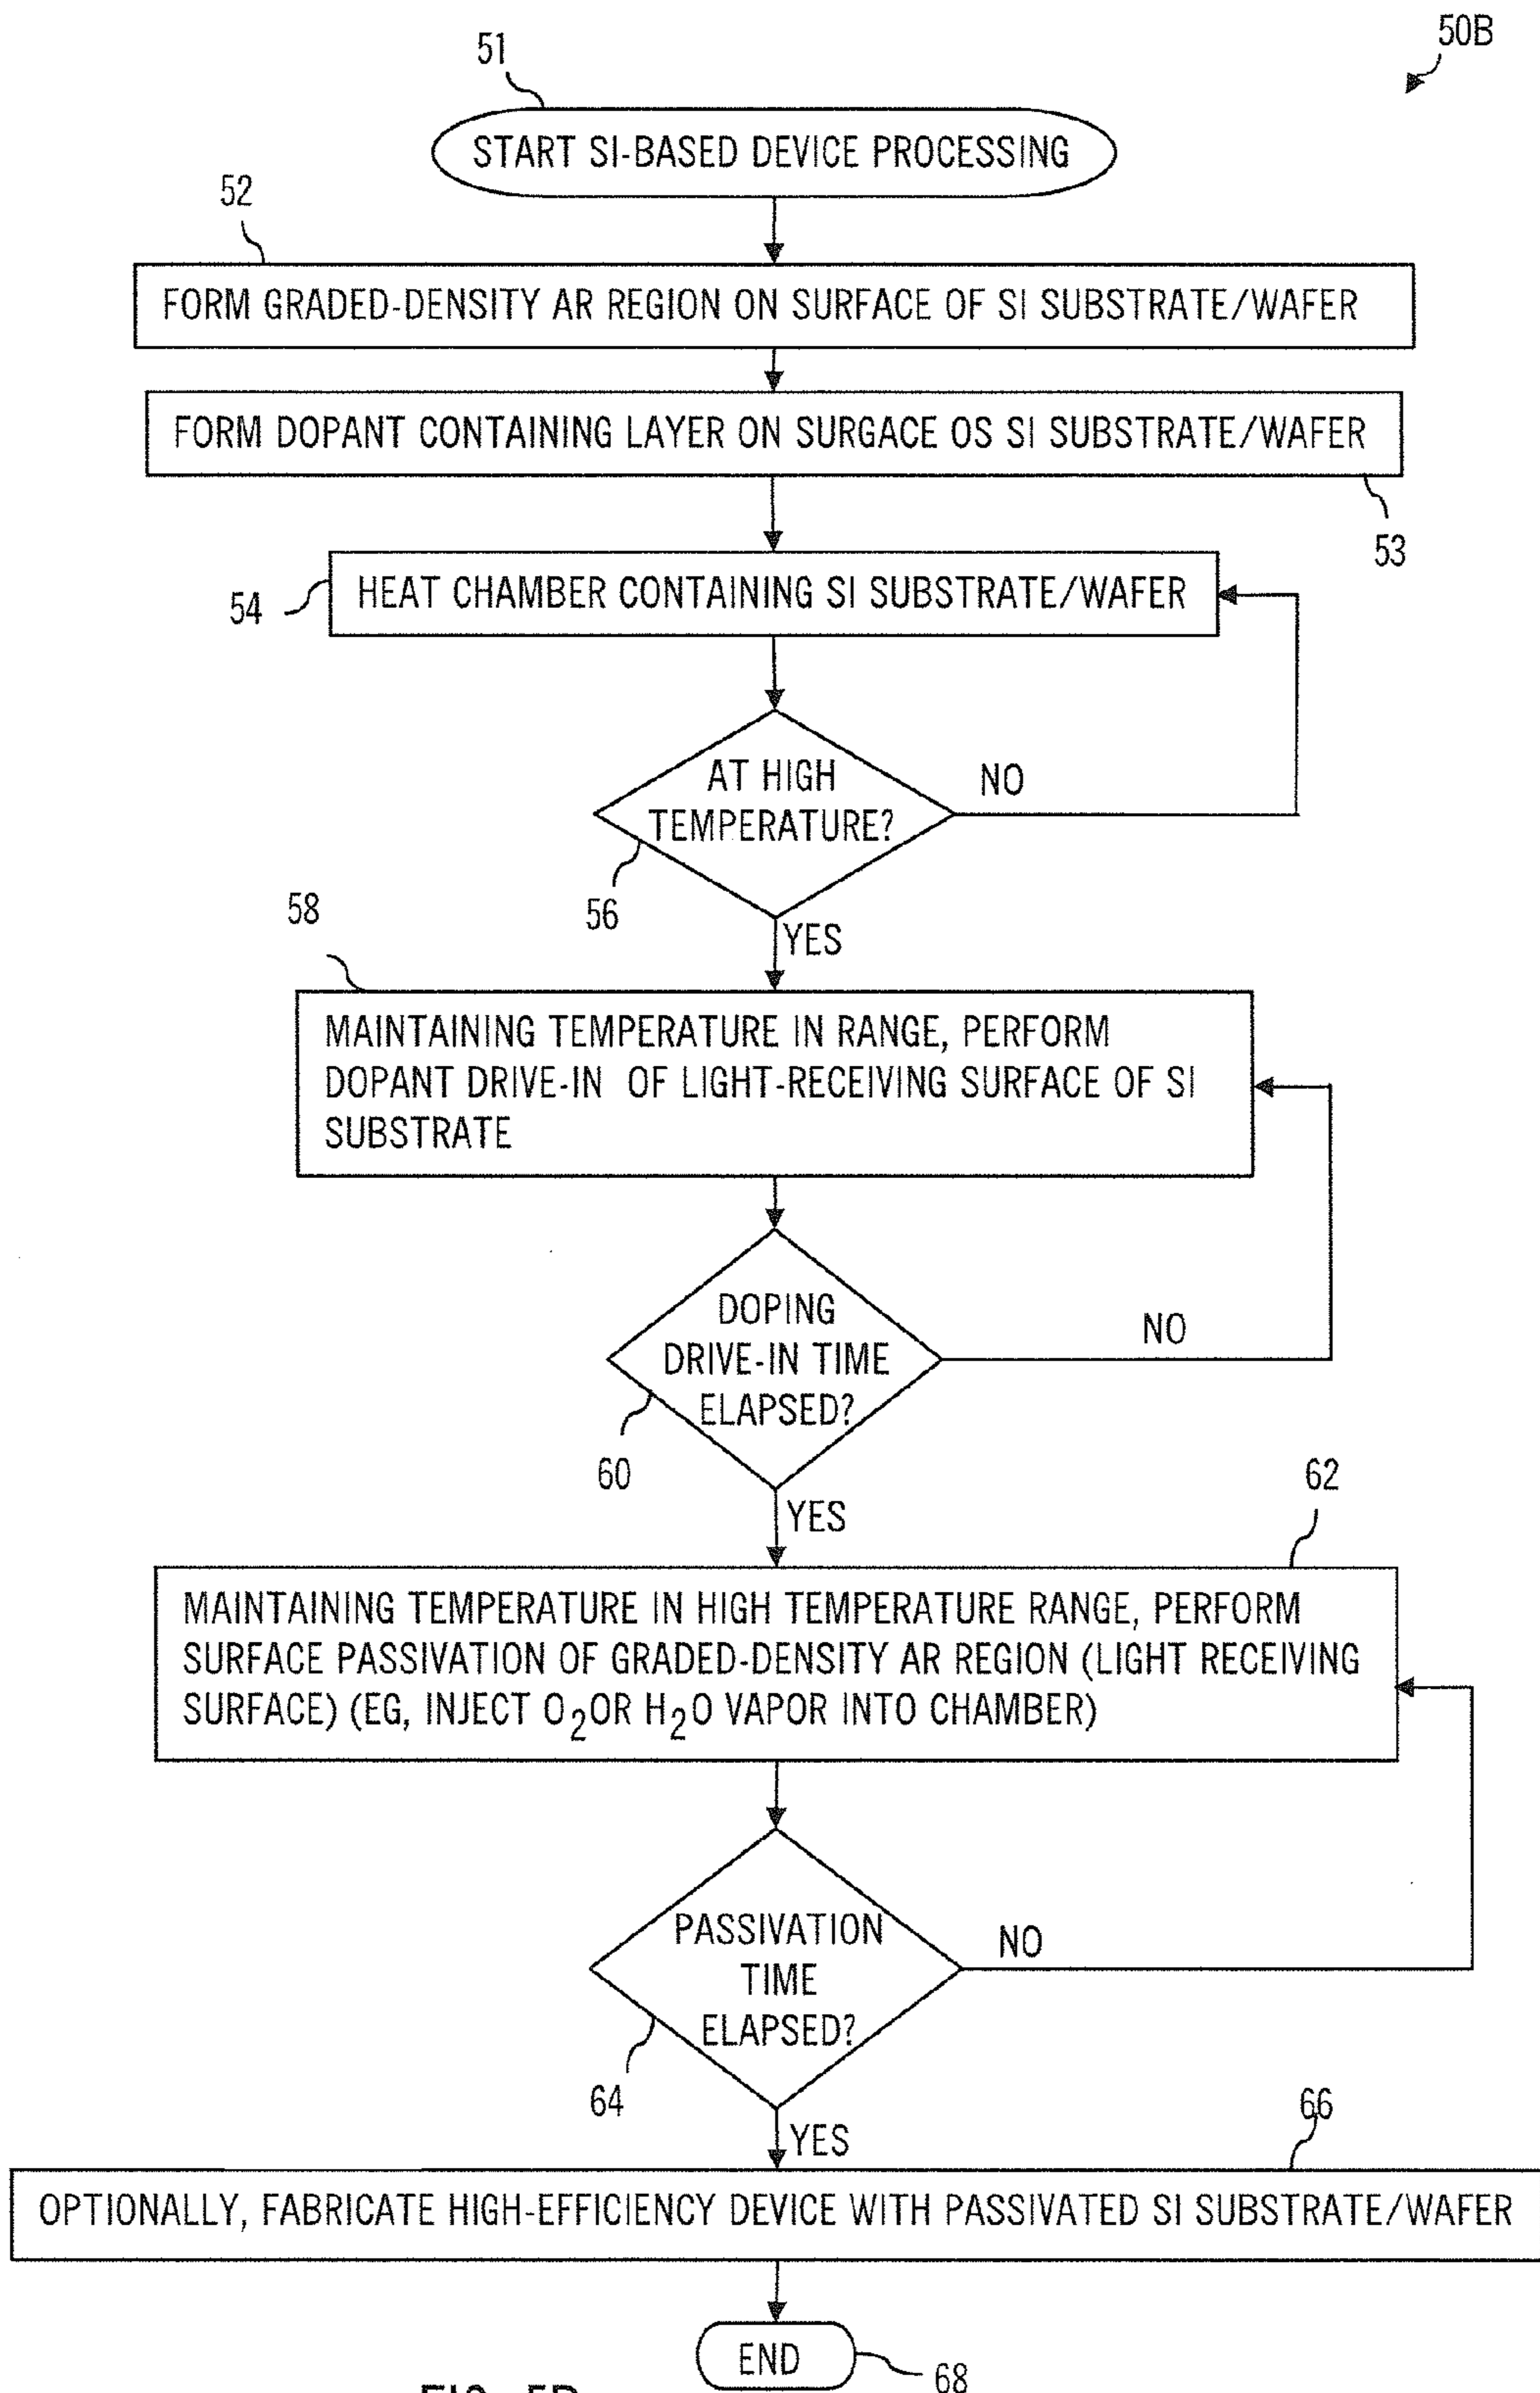 50B
51
START SI-BASED DEVICE PROCESSING
52
FORM GRADED-DENSITY AR REGION ON SURFACE OF SI SUBSTRATE/WAFER
FORM DOPANT CONTAINING LAYER ON SURGACE OS SI SUBSTRATE/WAFER
53
54
HEAT CHAMBER CONTAINING SI SUBSTRATE/WAFER
AT HIGH
TEMPERATURE?
NO
56
YES
58
MAINTAINING TEMPERATURE IN RANGE, PERFORM
DOPANT DRIVE-IN OF LIGHT-RECEIVING SURFACE OF SI
SUBSTRATE
DOPING
DRIVE-IN TIME
ELAPSED?
NO
60
YES
62
MAINTAINING TEMPERATURE IN HIGH TEMPERATURE RANGE, PERFORM
SURFACE PASSIVATION OF GRADED-DENSITY AR REGION (LIGHT RECEIVING
SURFACE) (EG, INJECT O2OR H2O VAPOR INTO CHAMBER)
PASSIVATION
TIME
ELAPSED?
NO
64
YES
66
OPTIONALLY, FABRICATE HIGH-EFFICIENCY DEVICE WITH PASSIVATED SI SUBSTRATE/WAFER
END
68